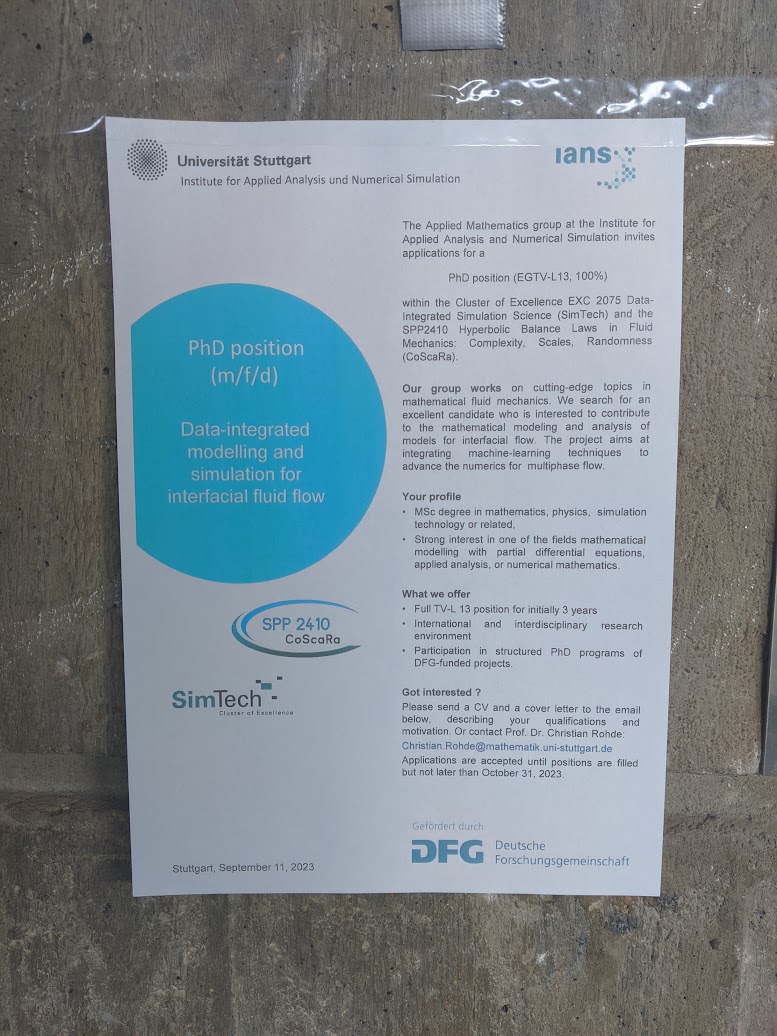 Universität Stuttgart
Institute for Applied Analysis und Numerical Simulation
ians
PhD position
(m/f/d)
Data-integrated
modelling and
simulation for
interfacial fluid flow
SPP 2410
CoScaRa
SimTech
Cluster of Excellence
Stuttgart, September 11, 2023
The Applied Mathematics group at the Institute for
Applied Analysis and Numerical Simulation invites
applications for a
PhD position (EGTV-L13, 100%)
within the Cluster of Excellence EXC 2075 Data-
Integrated Simulation Science (SimTech) and the
SPP2410 Hyperbolic Balance Laws in Fluid
Mechanics: Complexity, Scales, Randomness
(CoScaRa).
Our group works on cutting-edge topics in
mathematical fluid mechanics. We search for an
excellent candidate who is interested to contribute
to the mathematical modeling and analysis of
models for interfacial flow. The project aims at
integrating machine-learning techniques to
advance the numerics for multiphase flow.
Your profile
• MSc degree in mathematics, physics, simulation
technology or related,
• Strong interest in one of the fields mathematical
modelling with partial differential equations,
applied analysis, or numerical mathematics.
What we offer
• Full TV-L 13 position for initially 3 years
• International and interdisciplinary research
environment
• Participation in structured PhD programs of
DFG-funded projects.
Got interested ?
Please send a CV and a cover letter to the email
below, describing your qualifications and
motivation. Or contact Prof. Dr. Christian Rohde:
Christian.Rohde@mathematik.uni-stuttgart.de
Applications are accepted until positions are filled
but not later than October 31, 2023.
Gefördert durch
DFG Deutsche
Forschungsgemeinschaft